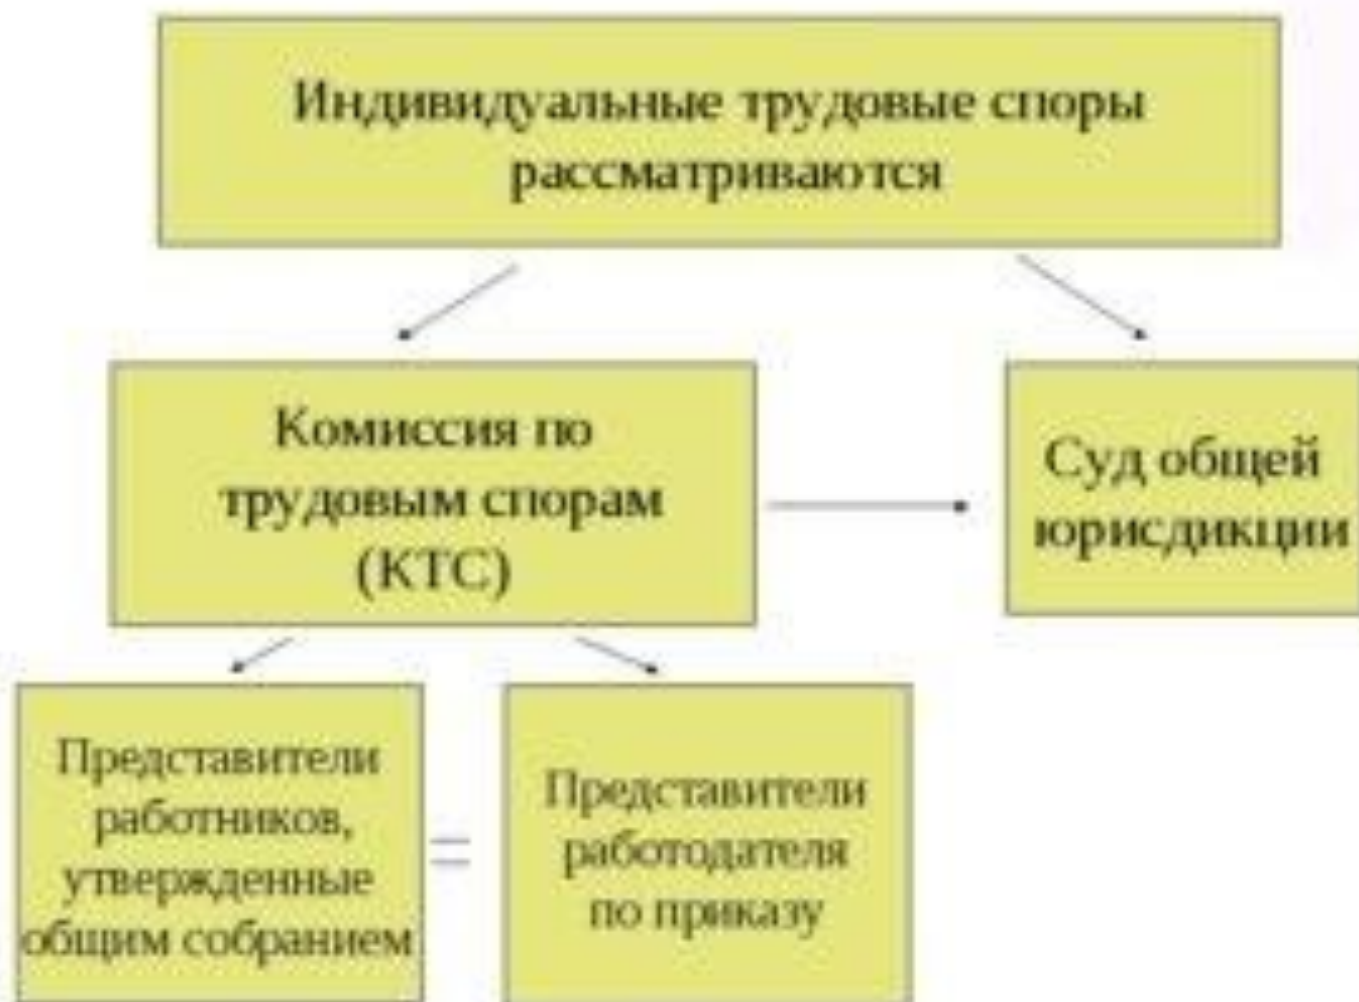 Индивидуальные трудовые споры
рассматриваются
Комиссия по
трудовым спорам
(КТС)
Суд общей
юрисдикции
Представители
работников,
утвержденные
общим собранием
=
Представители
работодателя
по приказу